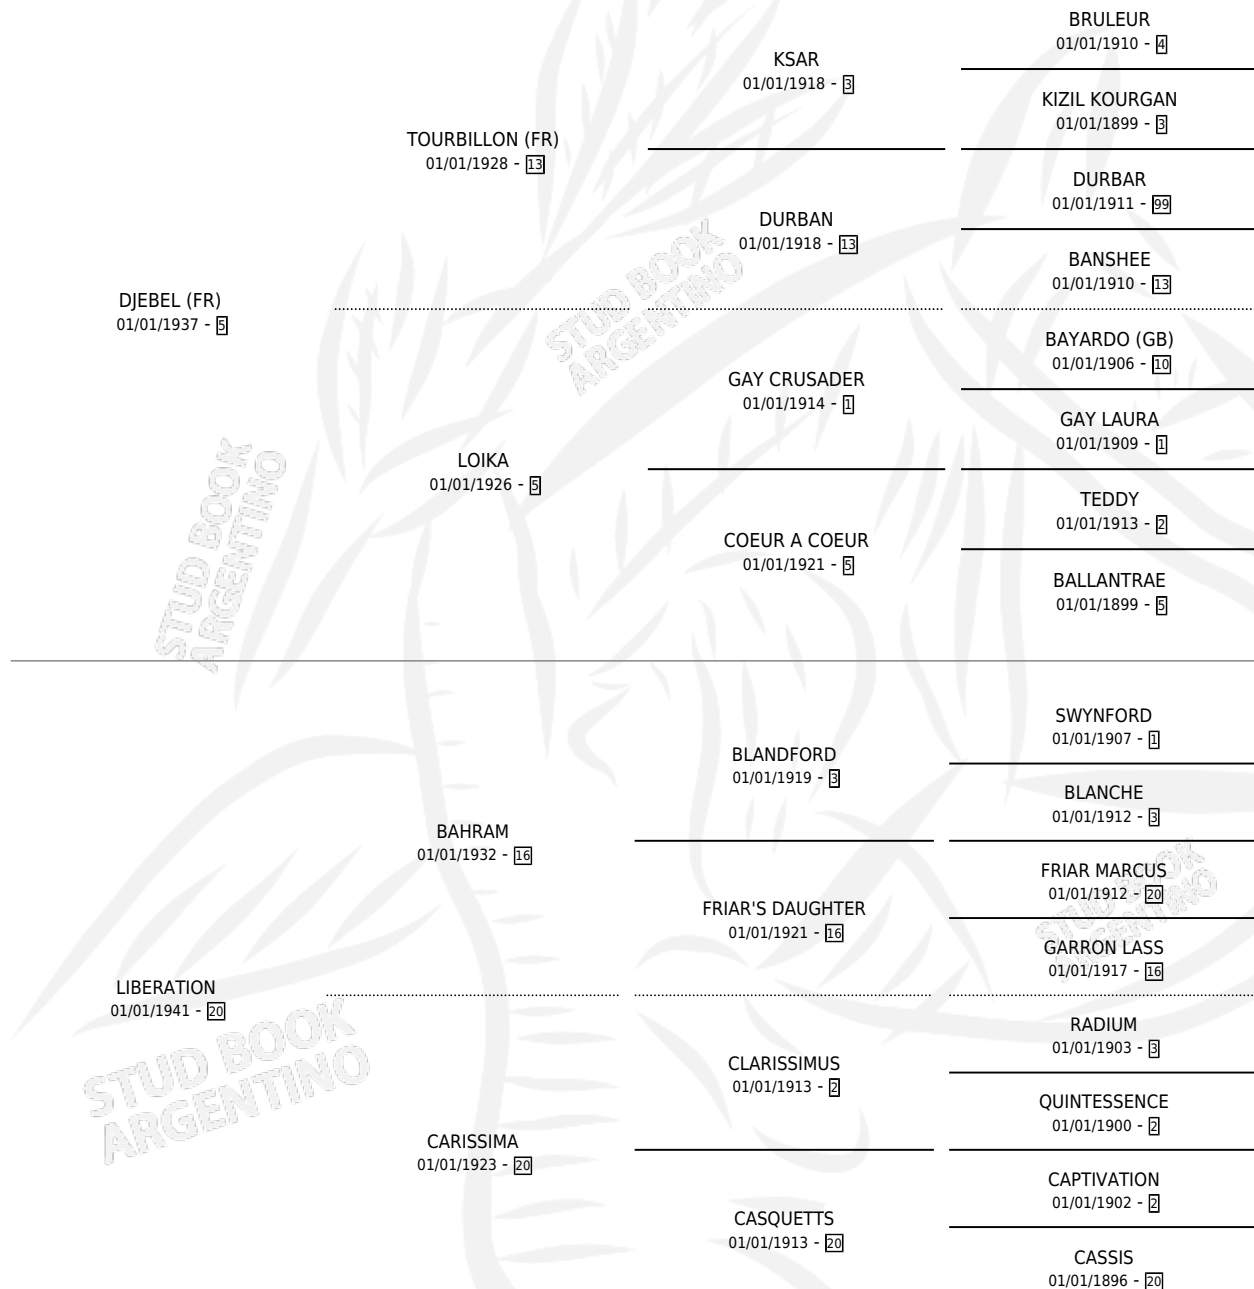 BRULEUR
01/01/1910 - 4
KSAR
01/01/1918 - 3
KIZIL KOURGAN
01/01/1899 - 3
TOURBILLON (FR)
01/01/1928 - 13
DURBAR
01/01/1911 - 99
DURBAN
01/01/1918 - 13
BANSHEE
01/01/1910 - 13
STUD BOOK
ARGENTINO
DJEBEL (FR)
01/01/1937 - 5
BAYARDO (GB)
01/01/1906 - 10
GAY CRUSADER
01/01/1914 - 1
GAY LAURA
01/01/1909 - 1
LOIKA
01/01/1926 - 5
TEDDY
01/01/1913 - 2
COEUR A COEUR
01/01/1921 - 5
BALLANTRAE
01/01/1899 - 5
STUD BOOK
ARGENTINO
SWYNFORD
01/01/1907 - 1
BLANDFORD
01/01/1919 - 3
BLANCHE
01/01/1912 - 3
BAHRAM
01/01/1932 - 16
FRIAR MARCUS
01/01/1912 - 20
FRIAR'S DAUGHTER
01/01/1921 - 16
GARRON LASS
01/01/1917 - 16
STUD BOOK
ARGENTINO
LIBERATION
01/01/1941 - 20
RADIUM
01/01/1903 - 3
CLARISSIMUS
01/01/1913 - 2
QUINTESSENCE
01/01/1900 - 2
STUD BOOK
ARGENTINO
CARISSIMA
01/01/1923 - 20
CAPTIVATION
01/01/1902 - 2
CASQUETTS
01/01/1913 - 20
CASSIS
01/01/1896 - 20